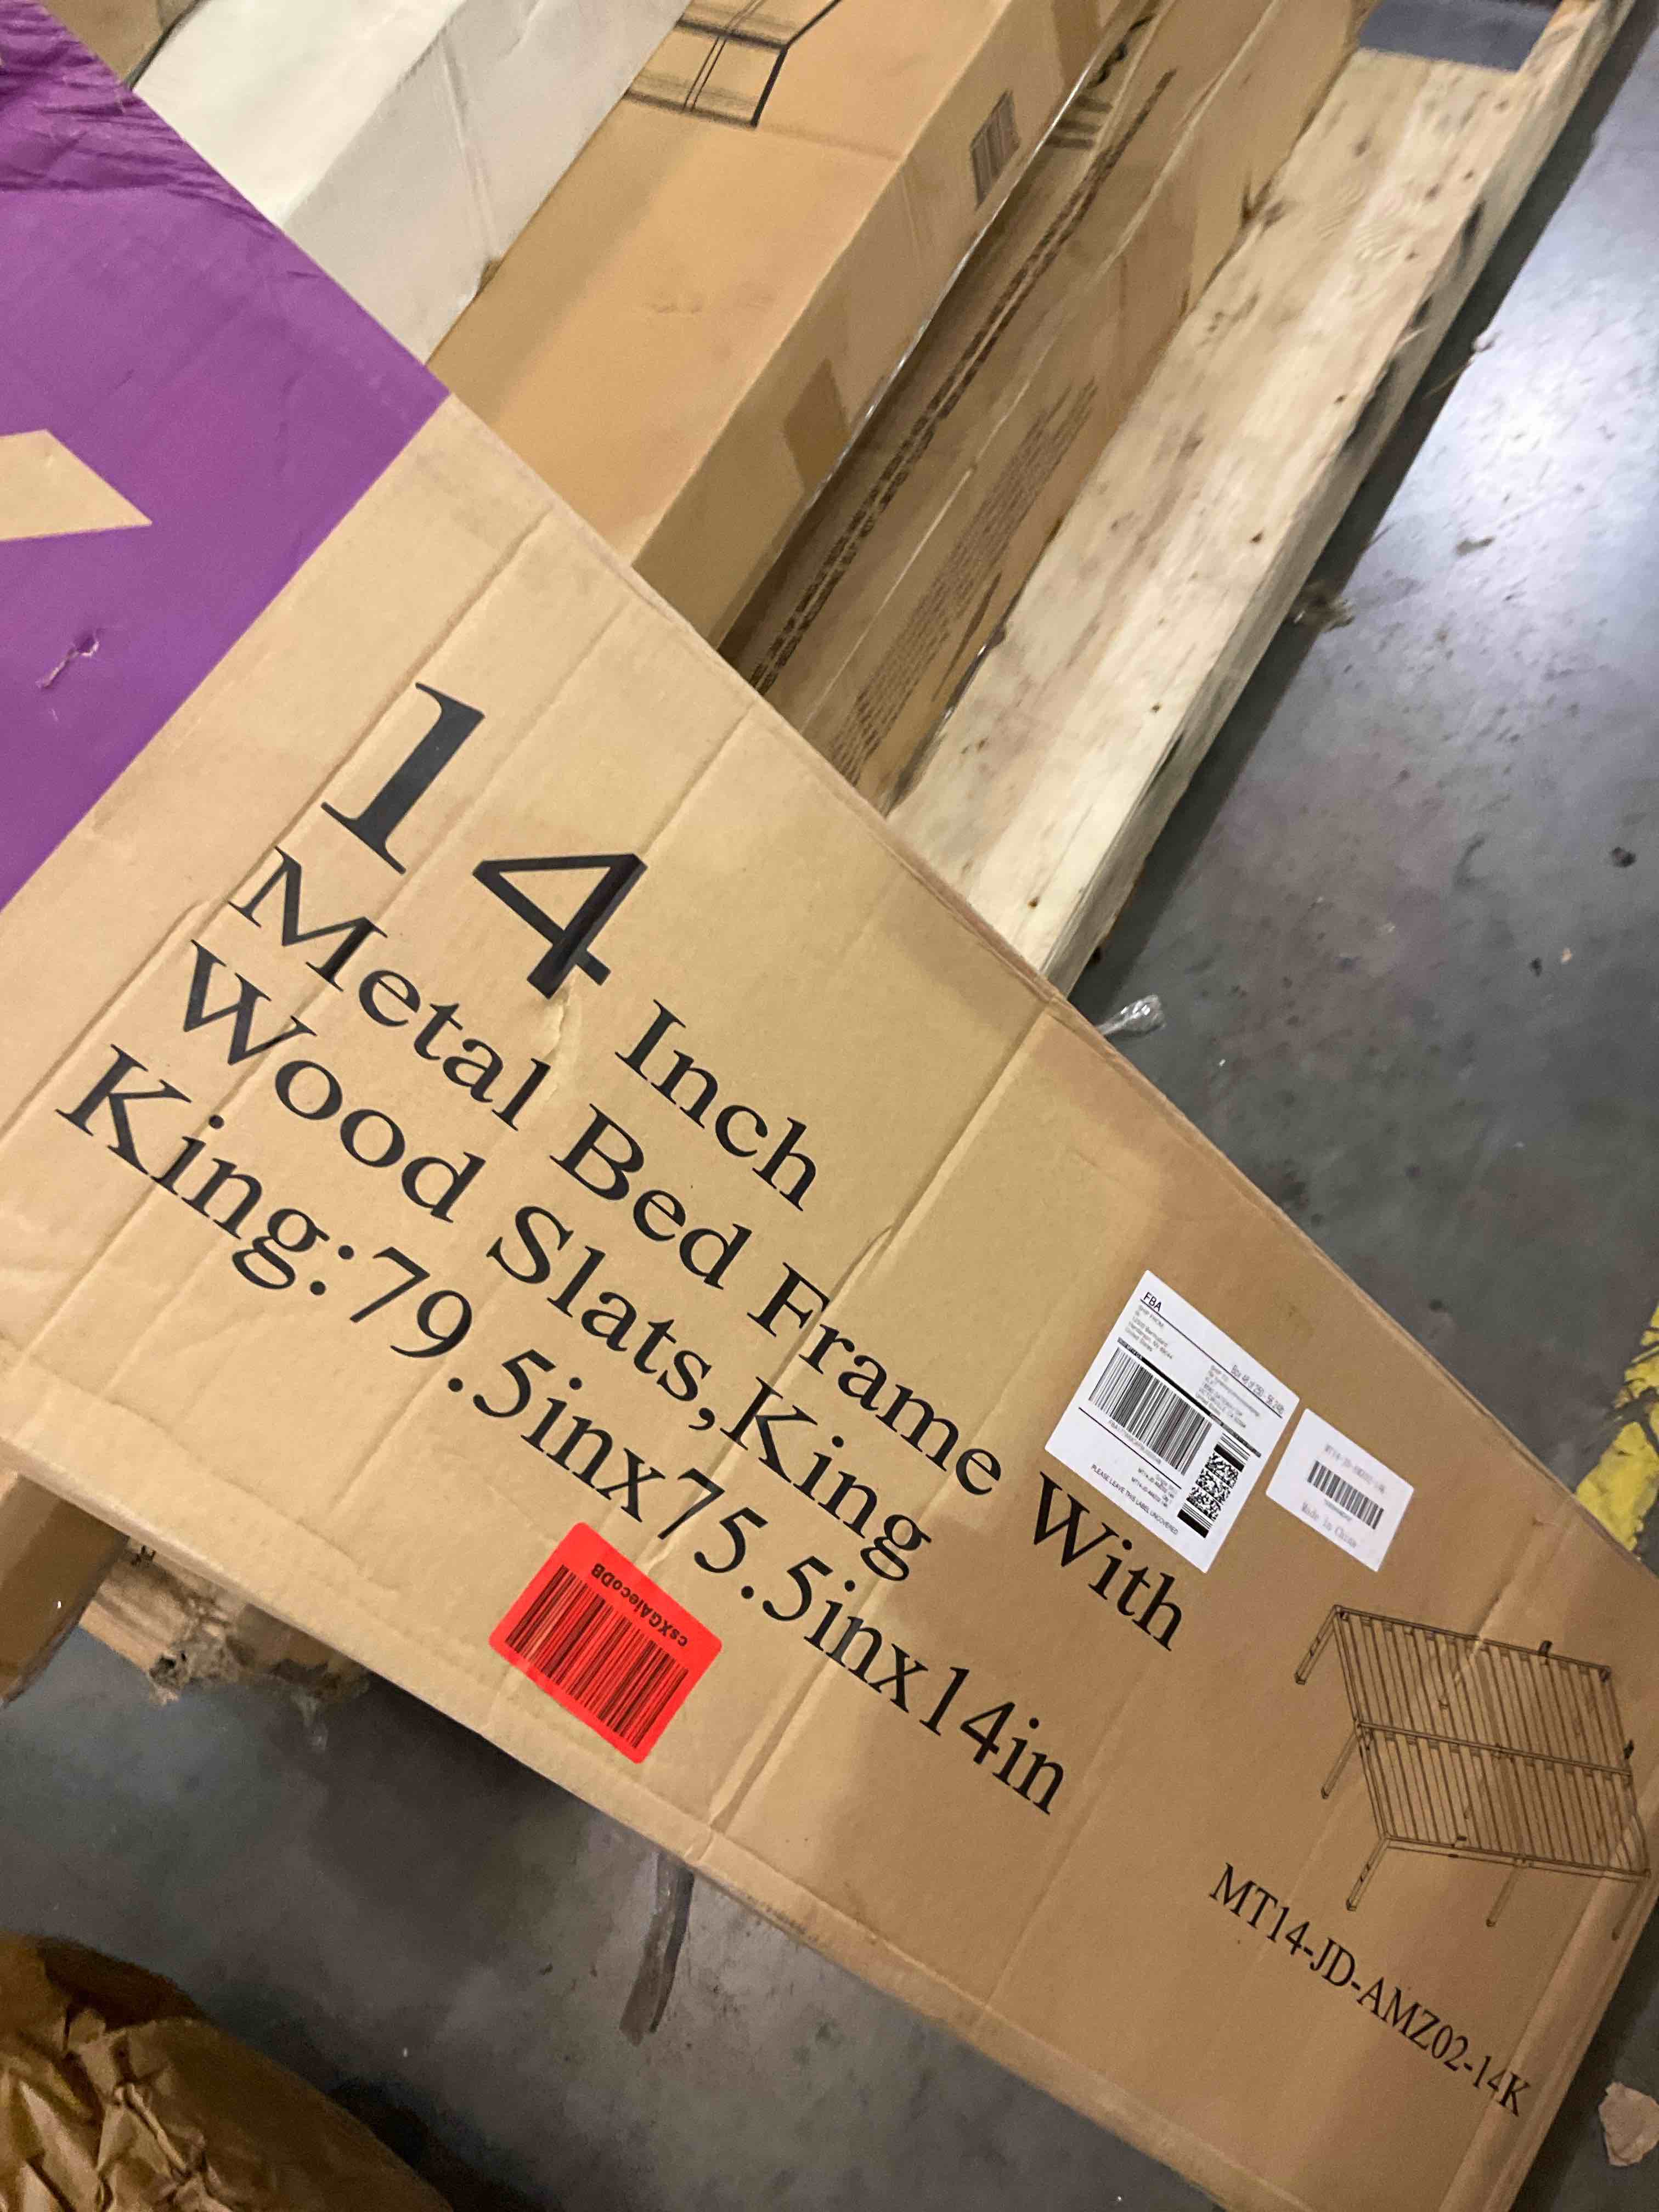 14 Inch
Metal Bed Frame With
Wood Slats,King
King:79.5inx75.5inx14in
FBA
PLEASE LEAVE THIS LABEL UNCOVERED
Made in China
csXGAlecoDB
MT14-JD-AMZ02-14K